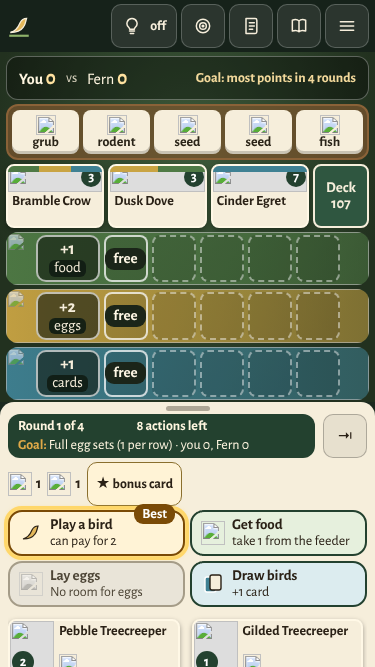 off
You 0 vs Fern 0 Goal: most points in 4 rounds
grub rodent seed seed fish
3 3 7
Bramble Crow Dusk Dove Cinder Egret Deck
107
+1 free
food
+2 free
eggs
+1 free
cards
Round 1 of 4 8 actions left
Goal: Full egg sets (1 per row) · you 0, Fern 0
1 1 ★ bonus card
Best
Play a bird Get food
can pay for 2 take 1 from the feeder
Lay eggs Draw birds
No room for eggs +1 card
Pebble Treecreeper Gilded Treecreeper
2 1